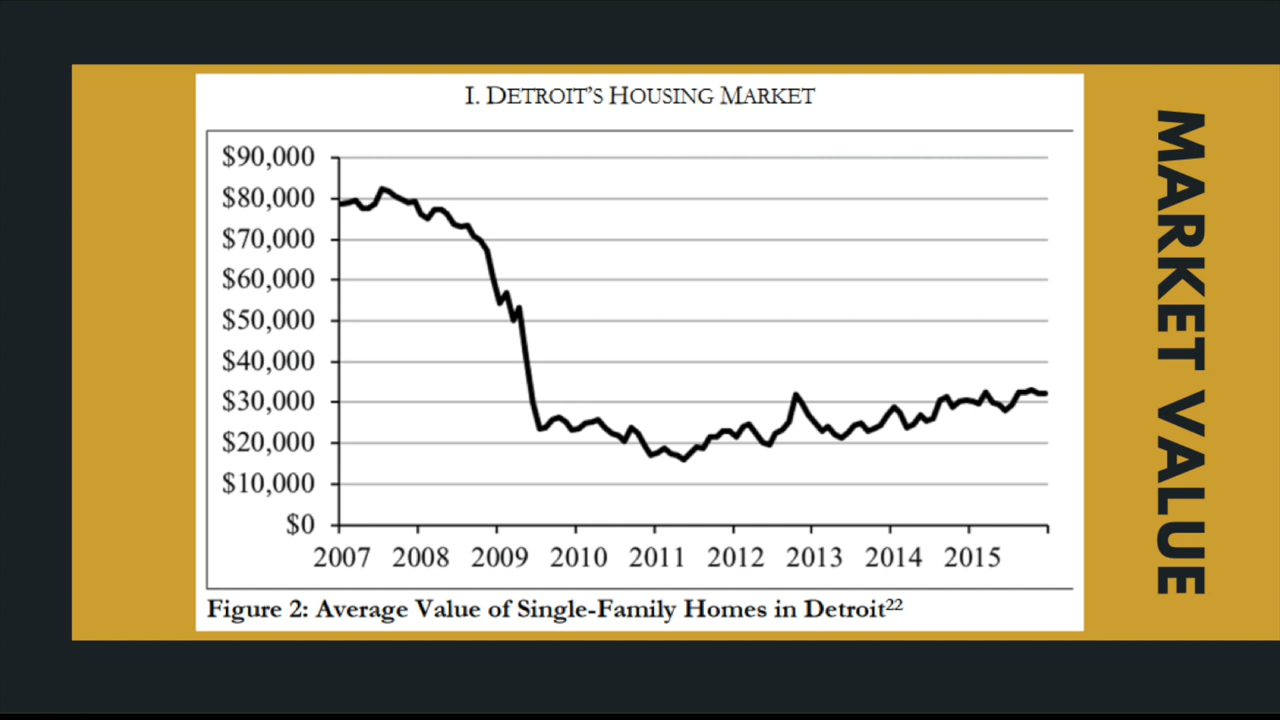 I. DETROIT'S HOUSING MARKET
$90,000
$80,000
$70,000
$60,000
$50,000
$40,000
$30,000
$20,000
$10,000
$0
2007 2008 2009 2010 2011 2012 2013 2014 2015
Figure 2: Average Value of Single-Family Homes in Detroit22
MARKET VALUE